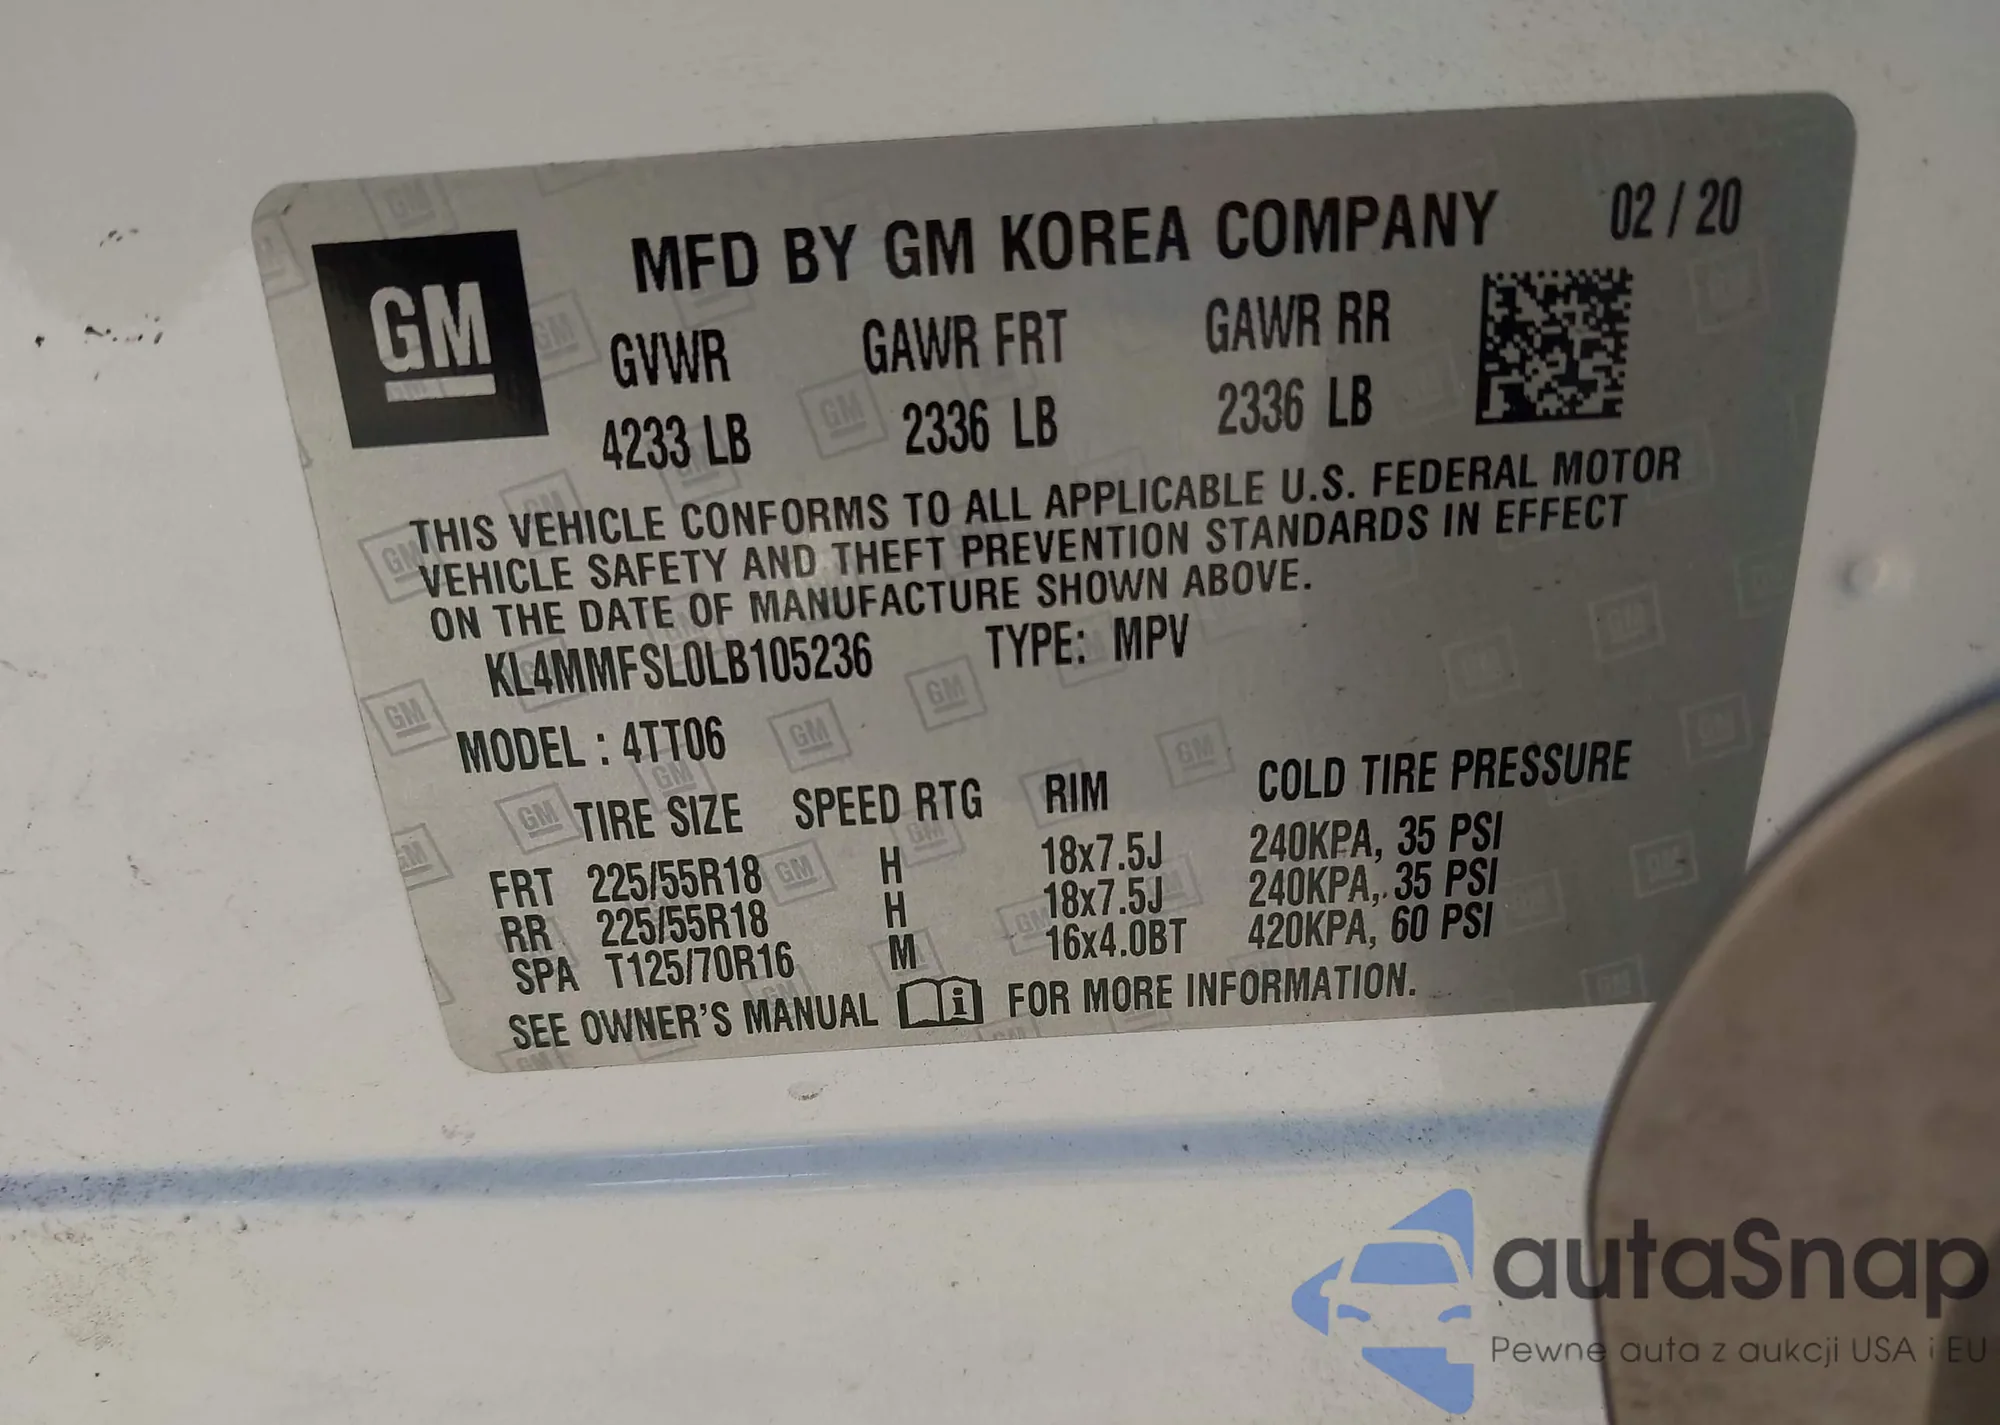 GM
MFD BY GM KOREA COMPANY 02 / 20
GVWR GAWR FRT GAWR RR
4233 LB 2336 LB 2336 LB
THIS VEHICLE CONFORMS TO ALL APPLICABLE U.S. FEDERAL MOTOR
VEHICLE SAFETY AND THEFT PREVENTION STANDARDS IN EFFECT
ON THE DATE OF MANUFACTURE SHOWN ABOVE.
KL4MMFSL0LB105236 TYPE: MPV
MODEL : 4TT06
TIRE SIZE SPEED RTG RIM COLD TIRE PRESSURE
FRT 225/55R18 H 18x7.5J 240KPA, 35 PSI
RR 225/55R18 H 18x7.5J 240KPA, 35 PSI
SPA T125/70R16 M 16x4.0BT 420KPA, 60 PSI
SEE OWNER'S MANUAL i FOR MORE INFORMATION.
autaSnap
Pewne auta z aukcji USA i EU